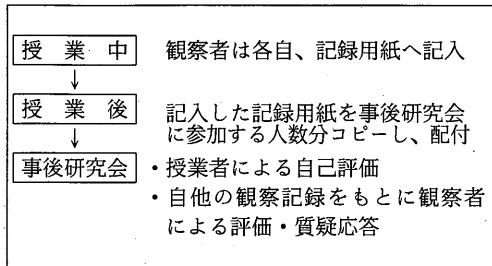 授業中 観察者は各自、記録用紙へ記入
↓
授業後 記入した記録用紙を事後研究会
に参加する人数分コピーし、配付
↓
事後研究会 ・授業者による自己評価
・自他の観察記録をもとに観察者
による評価・質疑応答